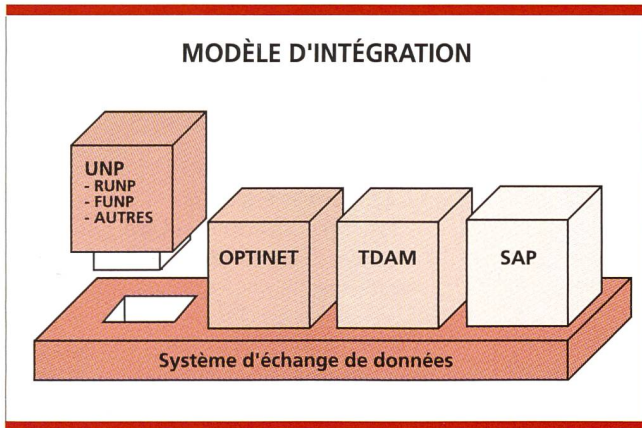 MODÈLE D'INTÉGRATION
UNP
- RUNP
- FUNP
- AUTRES
OPTINET
TDAM
SAP
Système d'échange de données